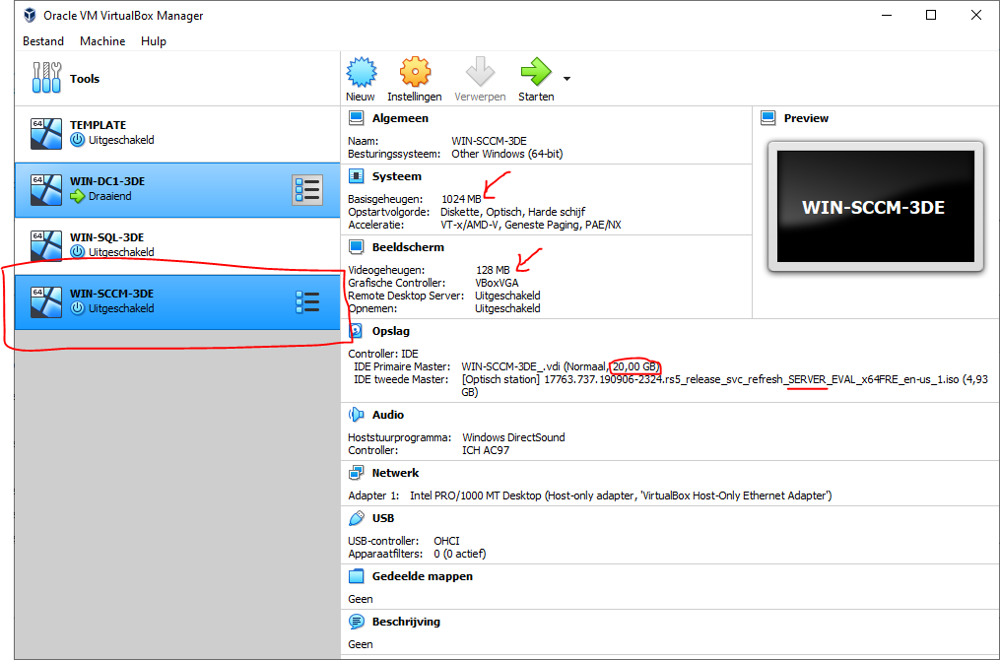 Oracle VM VirtualBox Manager
Bestand Machine Hulp
Tools
Nieuw Instellingen Verwerpen Starten
64 TEMPLATE
Uitgeschakeld
64 WIN-DC1-3DE
Draaiend
64 WIN-SQL-3DE
Uitgeschakeld
64 WIN-SCCM-3DE
Uitgeschakeld
Algemeen
Naam: WIN-SCCM-3DE
Besturingssysteem: Other Windows (64-bit)
Systeem
Basisgeheugen: 1024 MB
Opstartvolgorde: Diskette, Optisch, Harde schijf
Acceleratie: VT-x/AMD-V, Geneste Paging, PAE/NX
Beeldscherm
Videogeheugen: 128 MB
Grafische Controller: VBoxVGA
Remote Desktop Server: Uitgeschakeld
Opnemen: Uitgeschakeld
Preview
WIN-SCCM-3DE
Opslag
Controller: IDE
IDE Primaire Master: WIN-SCCM-3DE_.vdi (Normaal, 20,00 GB)
IDE tweede Master: [Optisch station] 17763.737.190906-2324.rs5_release_svc_refresh_SERVER_EVAL_x64FRE_en-us_1.iso (4,93
GB)
Audio
Hoststuurprogramma: Windows DirectSound
Controller: ICH AC97
Netwerk
Adapter 1: Intel PRO/1000 MT Desktop (Host-only adapter, 'VirtualBox Host-Only Ethernet Adapter')
USB
USB-controller: OHCI
Apparaatfilters: 0 (0 actief)
Gedeelde mappen
Geen
Beschrijving
Geen